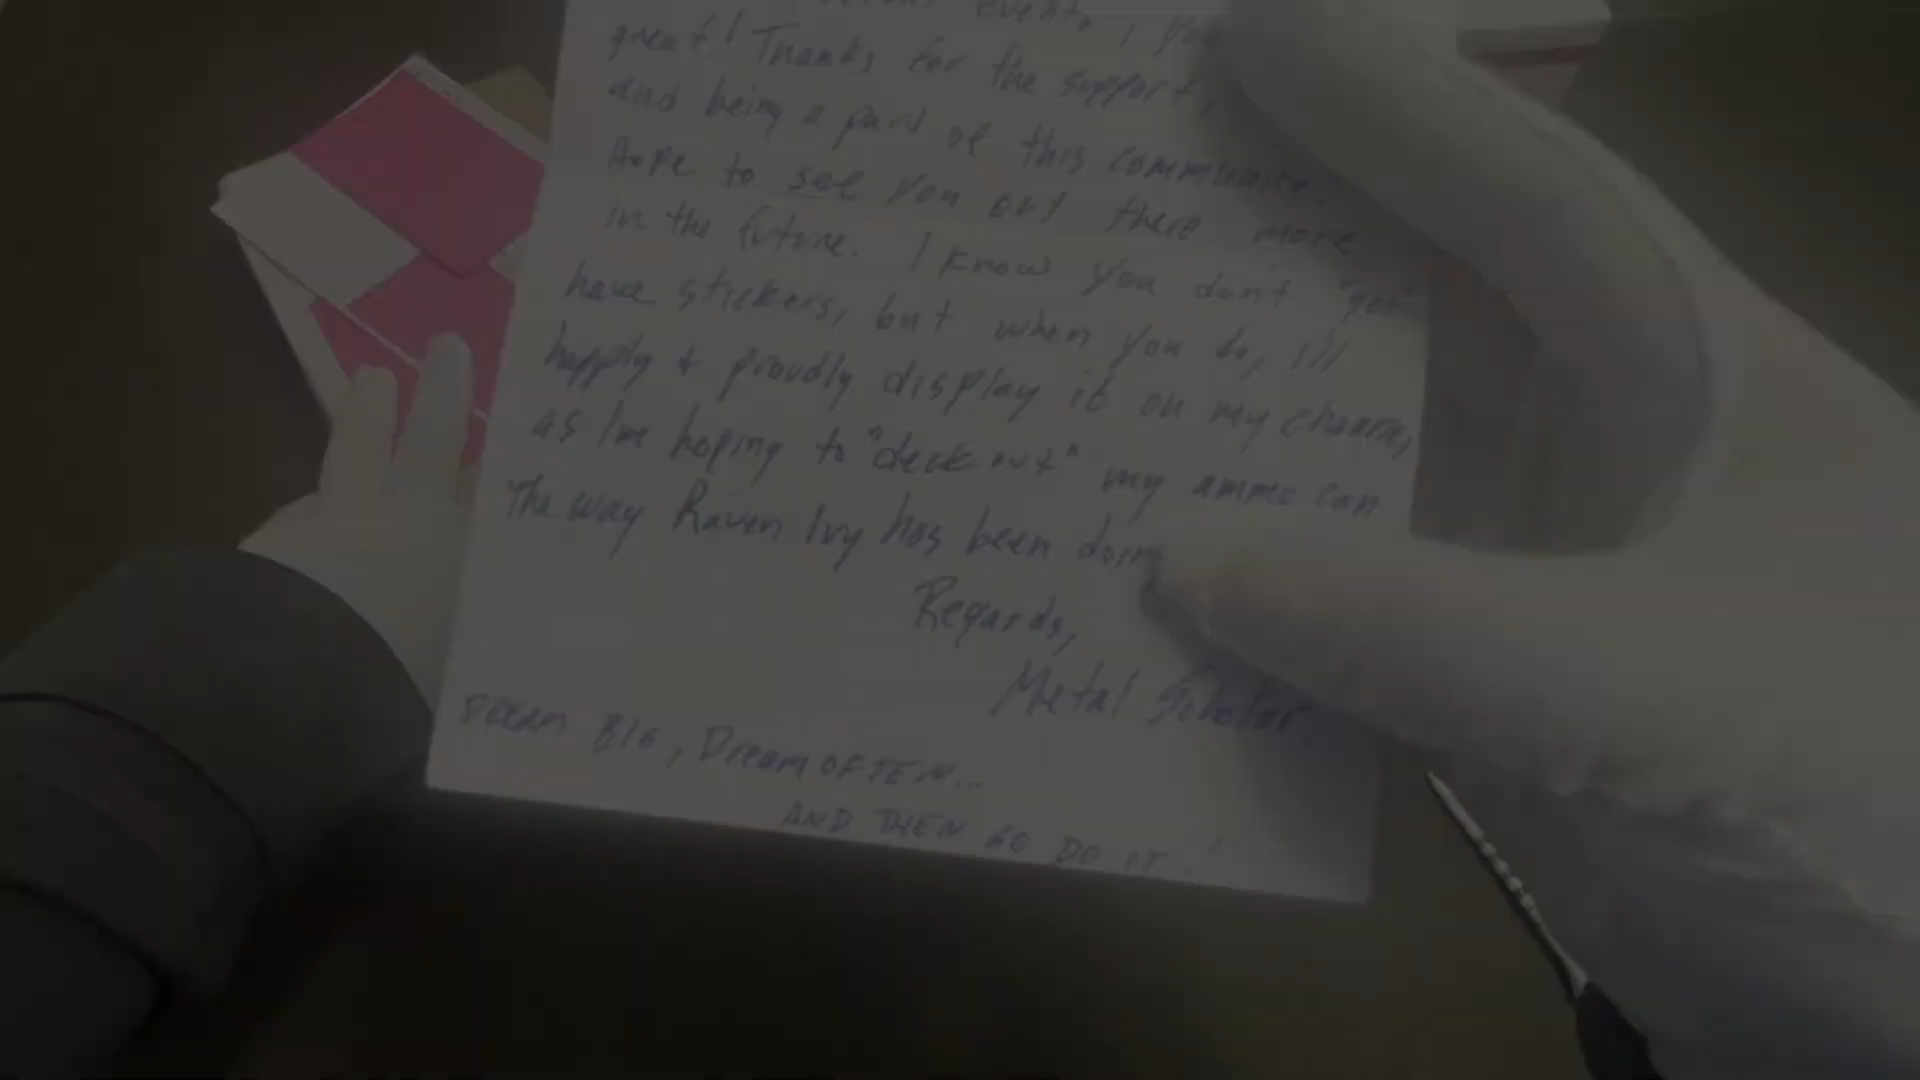 event,
great! Thanks for the support,
and being a part of this community.
Hope to see you out there more
in the future. I know you don't "yet"
have stickers, but when you do, I'll
happily & proudly display it on my channel,
as I'm hoping to "deck out" my ammo can
the way Raven Ivy has been doin
Regards,
Metal Scholar
DREAM BIG, Dream OFTEN...
AND THEN GO DO IT!